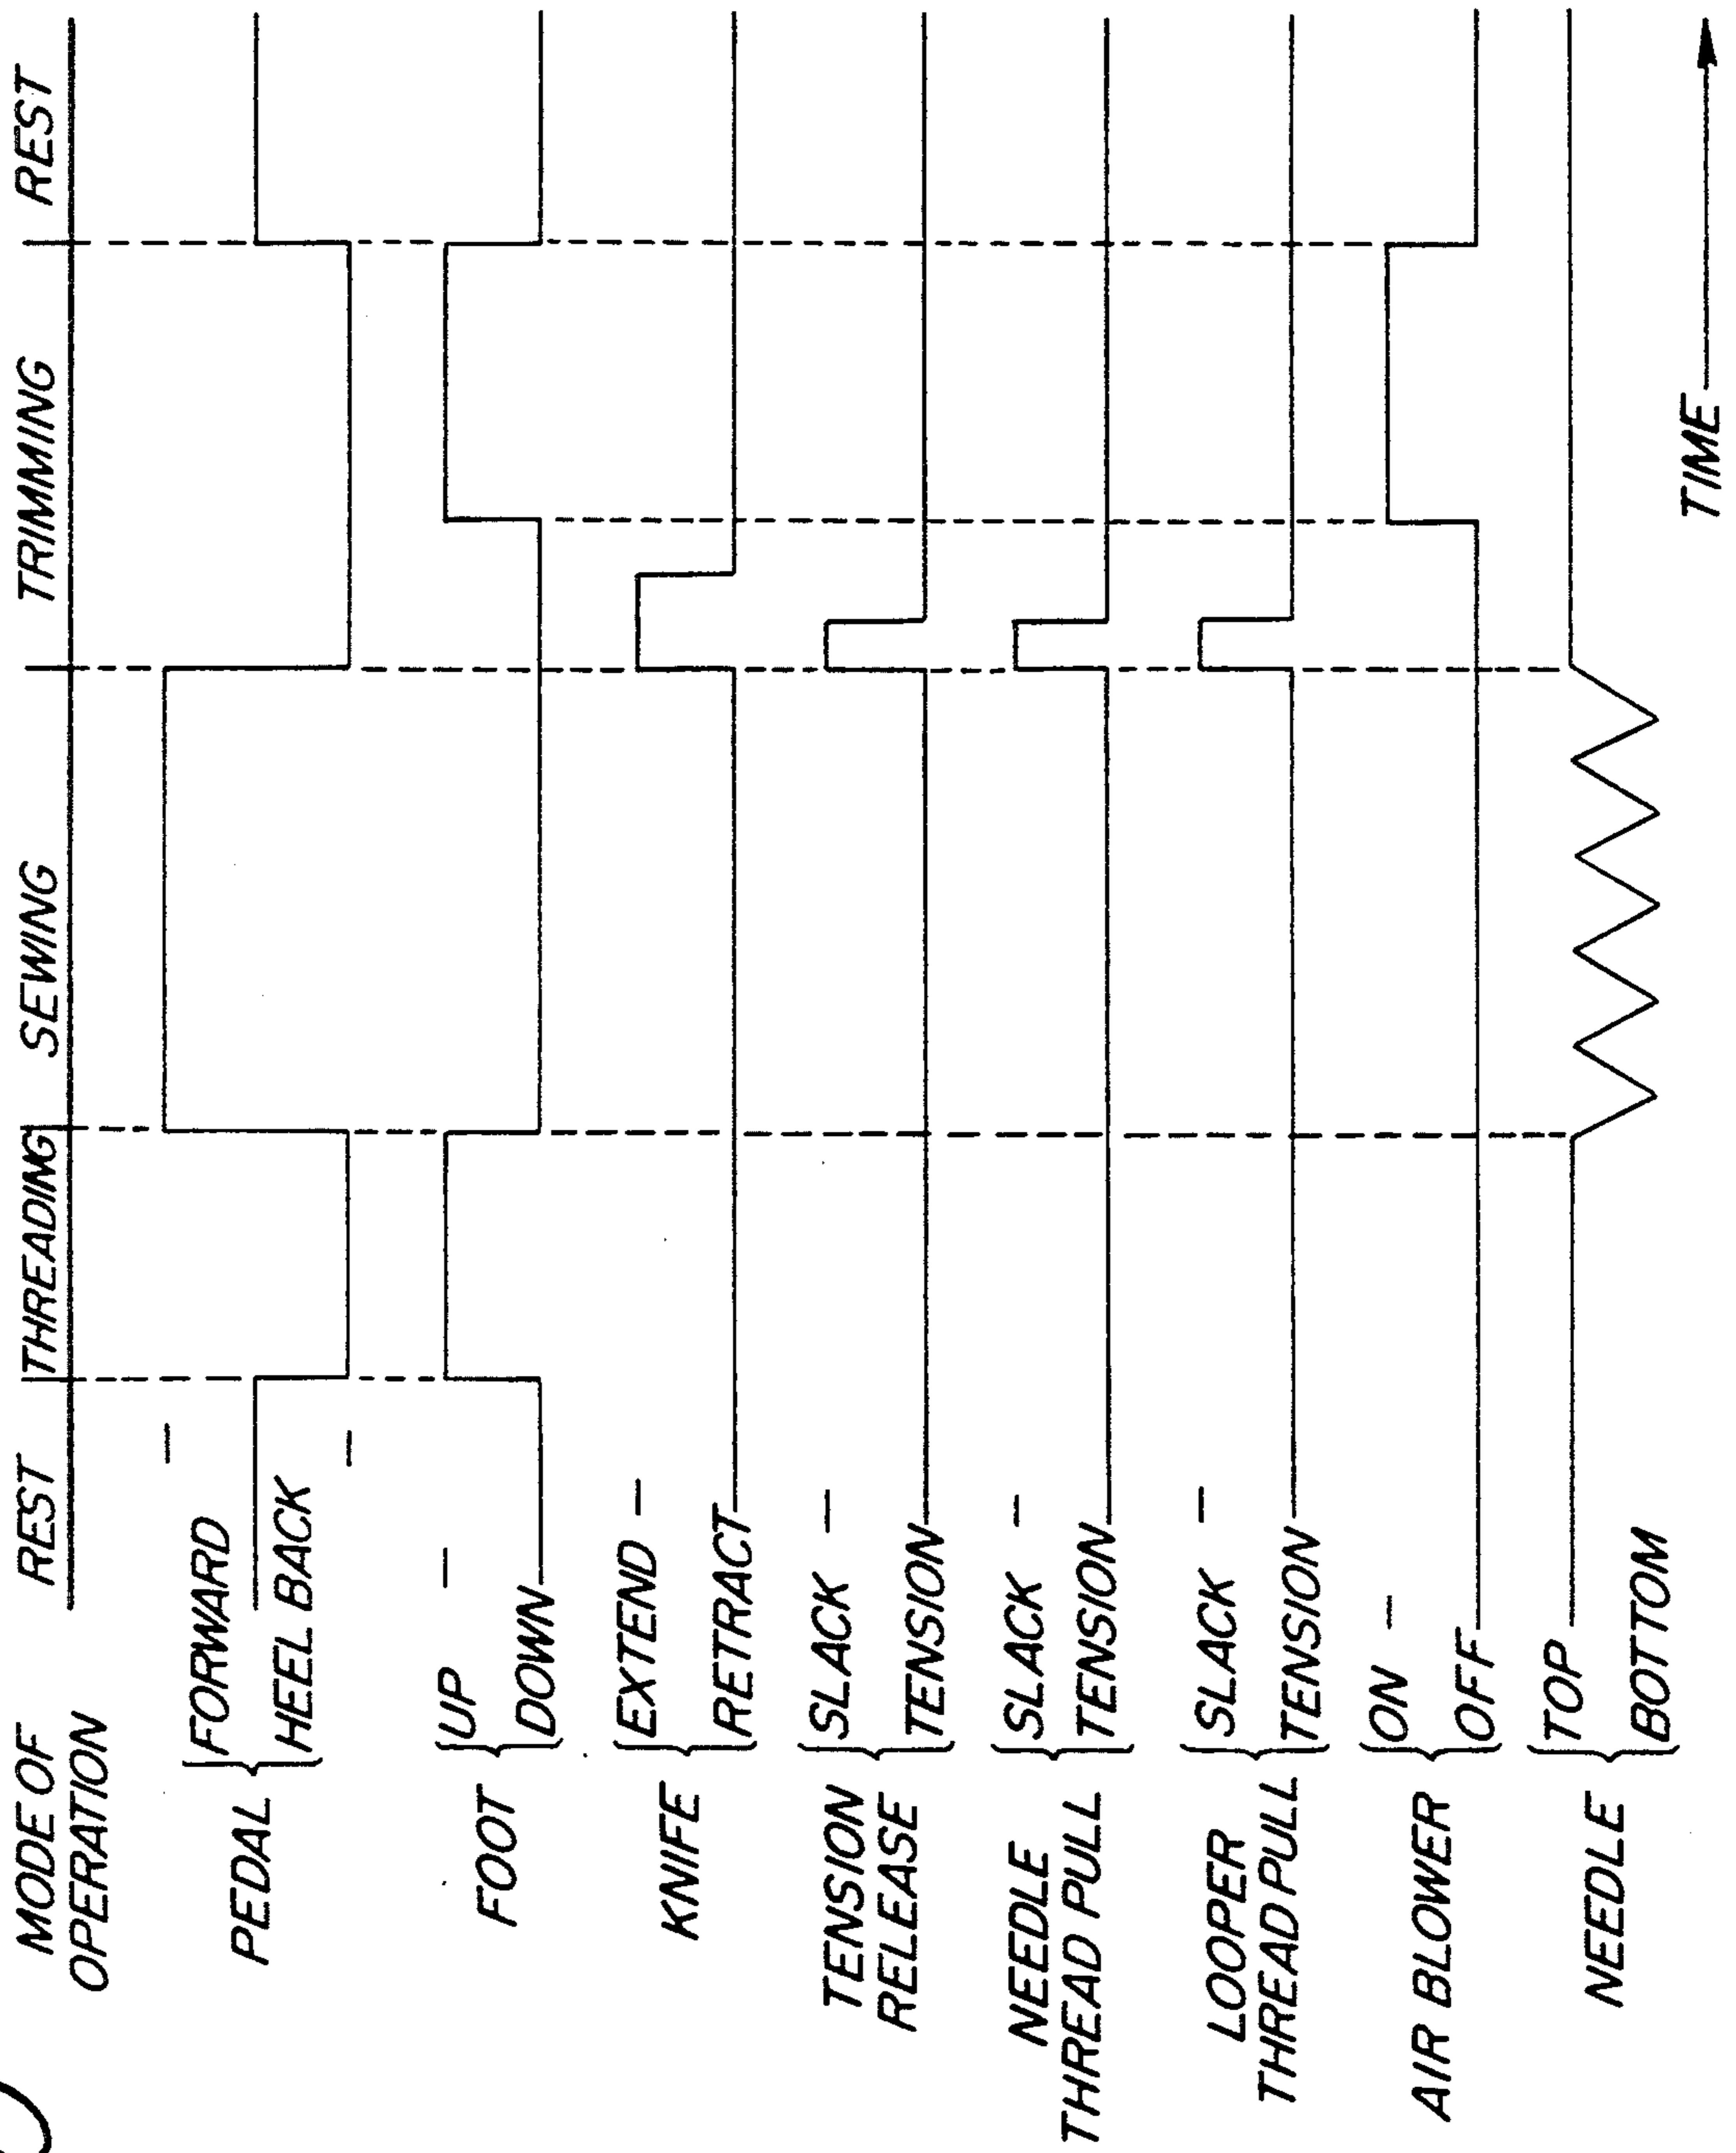 MODE OF
OPERATION
REST
THREADING
SEWING
TRIMMING
REST
PEDAL
FORWARD
HEEL BACK
FOOT
UP
DOWN
KNIFE
EXTEND
RETRACT
TENSION
RELEASE
SLACK
TENSION
NEEDLE
THREAD PULL
SLACK
TENSION
LOOPER
THREAD PULL
SLACK
TENSION
AIR BLOWER
ON
OFF
NEEDLE
TOP
BOTTOM
TIME